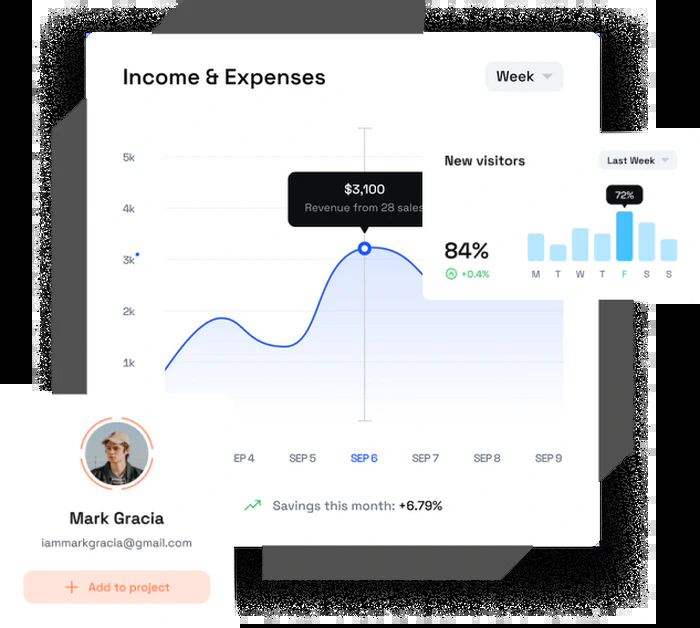 Income & Expenses
Week
5k
4k
3k
2k
1k
$3,100
Revenue from 28 sales
New visitors
Last Week
72%
84%
+0.4%
M T W T F S S
EP 4 SEP 5 SEP 6 SEP 7 SEP 8 SEP 9
Savings this month: +6.79%
Mark Gracia
iammarkgracia@gmail.com
+ Add to project